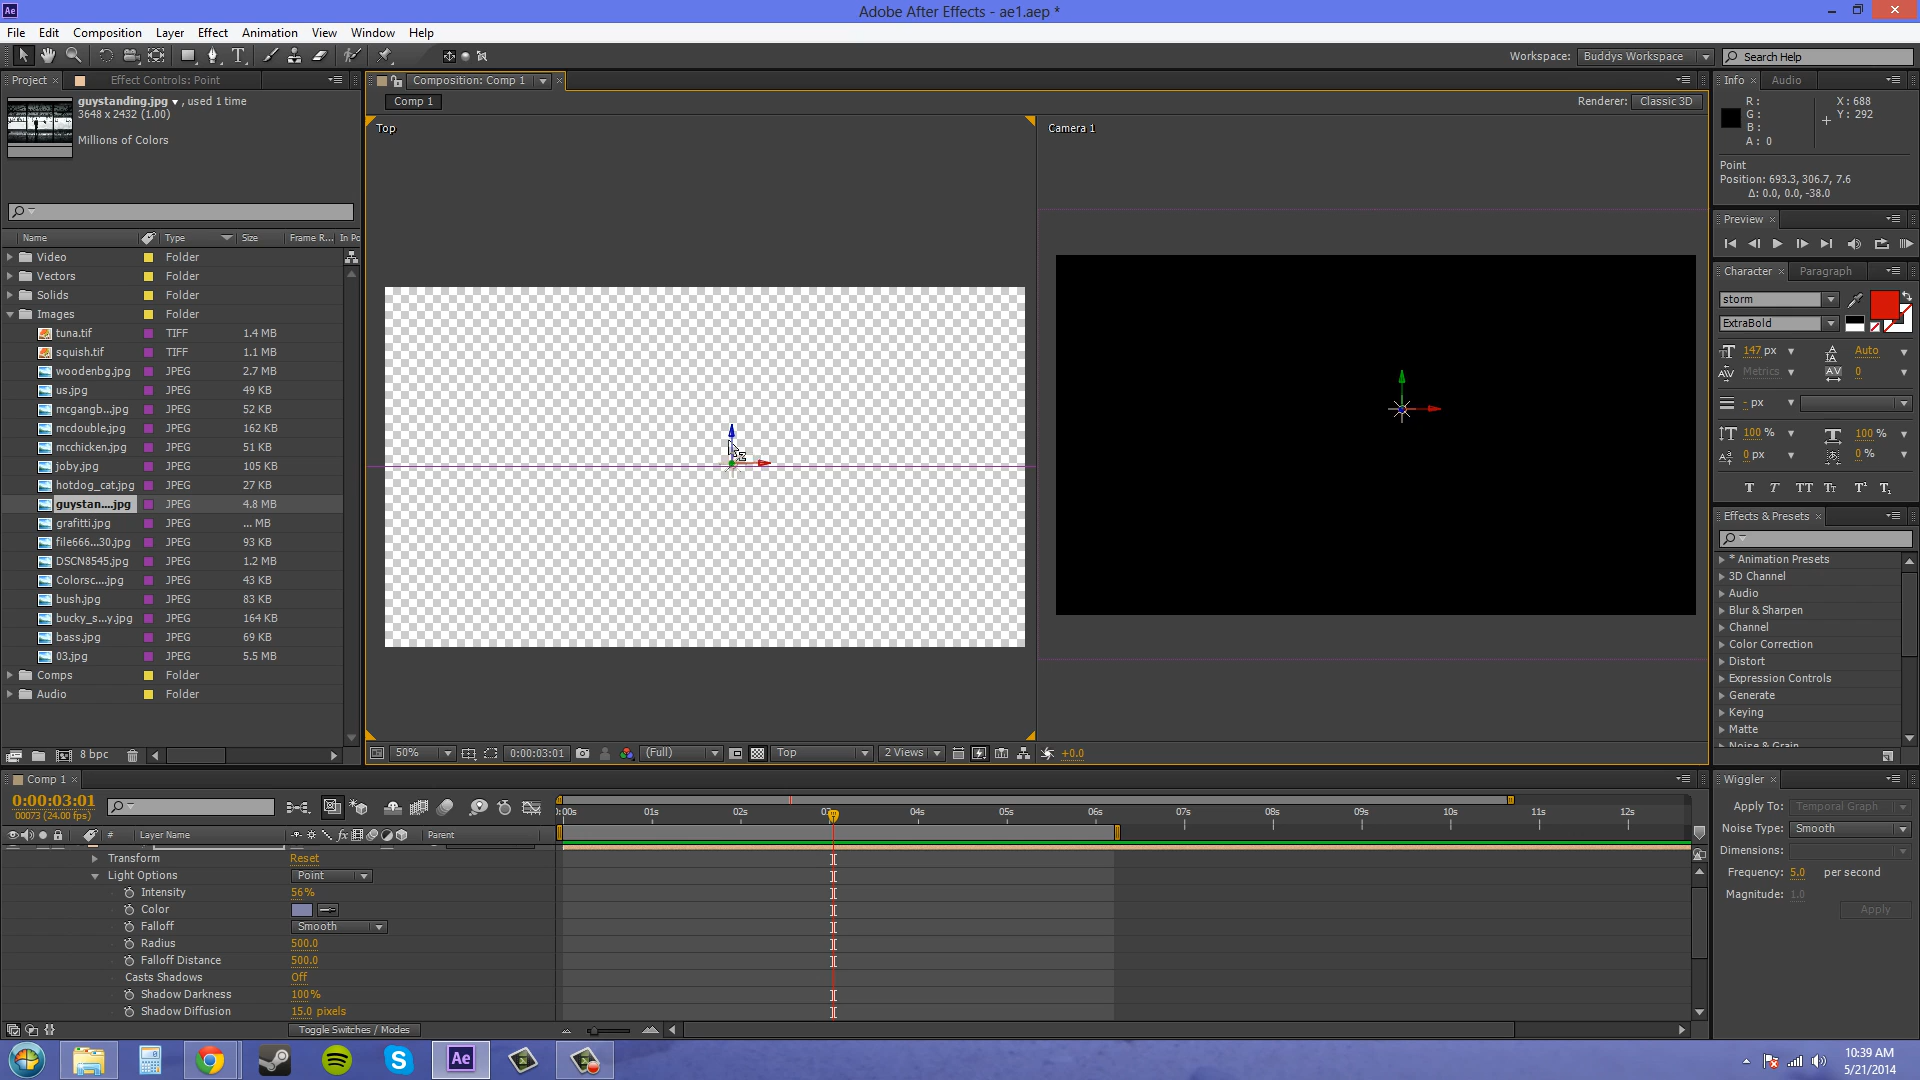 Ae
Adobe After Effects - ae1.aep *
File Edit Composition Layer Effect Animation View Window Help
Workspace: Buddys Workspace
Search Help
Project
Effect Controls: Point
Composition: Comp 1
Comp 1
Renderer: Classic 3D
guystanding.jpg , used 1 time
3648 x 2432 (1.00)
Millions of Colors
Name Type Size Frame R... In Po
Video Folder
Vectors Folder
Solids Folder
Images Folder
tuna.tif TIFF 1.4 MB
squish.tif TIFF 1.1 MB
woodenbg.jpg JPEG 2.7 MB
us.jpg JPEG 49 KB
mcgangb...jpg JPEG 52 KB
mcdouble.jpg JPEG 162 KB
mcchicken.jpg JPEG 51 KB
joby.jpg JPEG 105 KB
hotdog_cat.jpg JPEG 27 KB
guystan....jpg JPEG 4.8 MB
grafitti.jpg JPEG ... MB
file666...30.jpg JPEG 93 KB
DSCN8545.jpg JPEG 1.2 MB
Colorsc....jpg JPEG 43 KB
bush.jpg JPEG 83 KB
bucky_s...y.jpg JPEG 164 KB
bass.jpg JPEG 69 KB
03.jpg JPEG 5.5 MB
Comps Folder
Audio Folder
8 bpc
Top
Camera 1
50% 0:00:03:01 (Full) Top 2 Views +0.0
Info Audio
R: X: 688
G: Y: 292
B:
A: 0
Point
Position: 693.3, 306.7, 7.6
Δ: 0.0, 0.0, -38.0
Preview
Character Paragraph
storm
ExtraBold
147 px Auto
Metrics 0
- px
100 % 100 %
0 px 0 %
T T TT Tt T¹ T₁
Effects & Presets
* Animation Presets
3D Channel
Audio
Blur & Sharpen
Channel
Color Correction
Distort
Expression Controls
Generate
Keying
Matte
Noise & Grain
Comp 1
0:00:03:01
00073 (24.00 fps)
# Layer Name Parent
:00s 01s 02s 03s 04s 05s 06s 07s 08s 09s 10s 11s 12s
Transform Reset
Light Options Point
Intensity 56%
Color
Falloff Smooth
Radius 500.0
Falloff Distance 500.0
Casts Shadows Off
Shadow Darkness 100%
Shadow Diffusion 15.0 pixels
Toggle Switches / Modes
Wiggler
Apply To: Temporal Graph
Noise Type: Smooth
Dimensions:
Frequency: 5.0 per second
Magnitude: 1.0
Apply
Ae
10:39 AM
5/21/2014